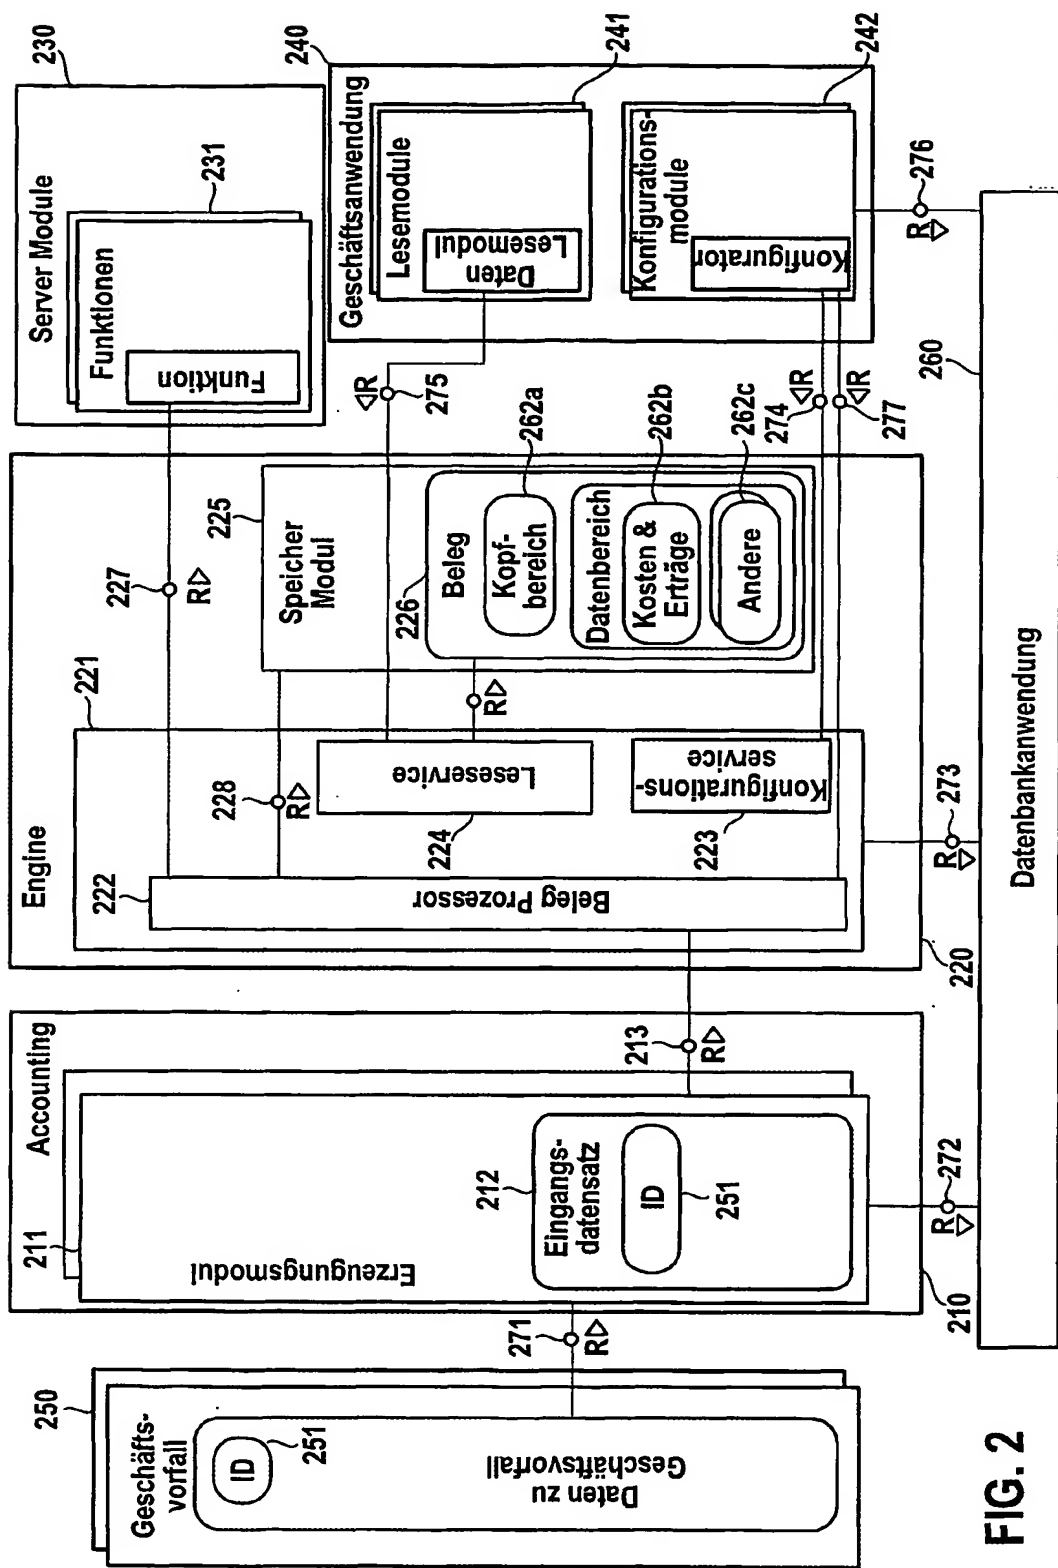 FIG. 2
Geschäfts-
vorfall
250
ID
251
Daten zu
Geschäftsvorfall
271
R
Accounting
210
211
Erzeugungsmodul
212
Eingangs-
datensatz
ID
251
272
R
213
R
Engine
220
221
222
Beleg Prozessor
228
R
Leseservice
224
Konfigurations-
service
223
273
R
227
R
225
Speicher
Modul
R
226
Beleg
Kopf-
bereich
262a
Datenbereich
Kosten &
Erträge
262b
Andere
262c
Server Module
230
Funktionen
231
Funktion
275
R
274
R
277
R
Geschäftsanwendung
240
Lesemodule
241
Daten
Lesemodul
Konfigurations-
module
242
Konfigurator
276
R
260
Datenbankanwendung